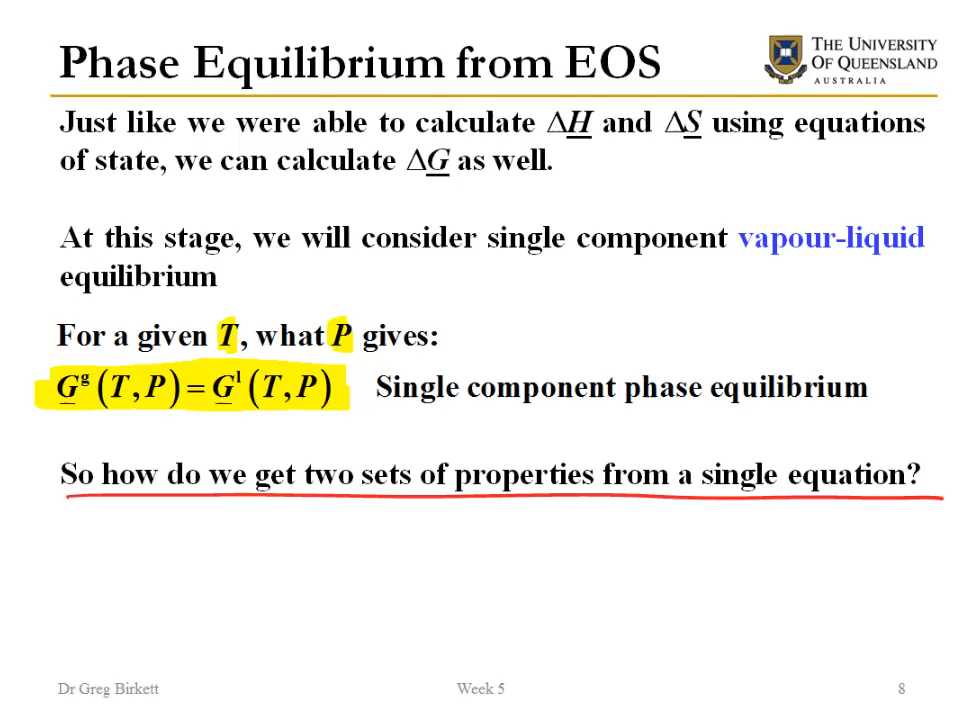 Phase Equilibrium from EOS
THE UNIVERSITY
OF QUEENSLAND
AUSTRALIA
Just like we were able to calculate ΔH and ΔS using equations
of state, we can calculate ΔG as well.
At this stage, we will consider single component vapour-liquid
equilibrium
For a given T, what P gives:
G^g (T, P) = G^l (T, P) Single component phase equilibrium
So how do we get two sets of properties from a single equation?
Dr Greg Birkett Week 5 8